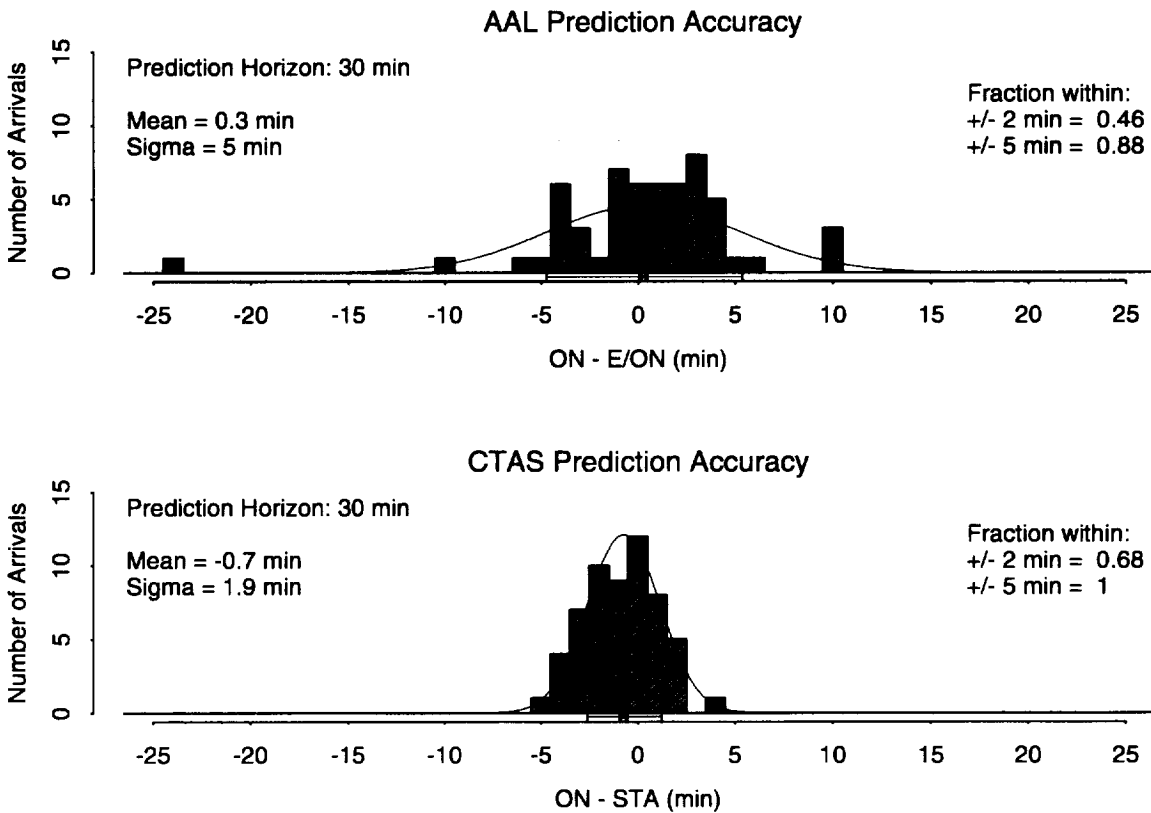 AAL Prediction Accuracy
15
10
5
0
Number of Arrivals
Prediction Horizon: 30 min
Mean = 0.3 min
Sigma = 5 min
Fraction within:
+/- 2 min = 0.46
+/- 5 min = 0.88
-25 -20 -15 -10 -5 0 5 10 15 20 25
ON - E/ON (min)
CTAS Prediction Accuracy
15
10
5
0
Number of Arrivals
Prediction Horizon: 30 min
Mean = -0.7 min
Sigma = 1.9 min
Fraction within:
+/- 2 min = 0.68
+/- 5 min = 1
-25 -20 -15 -10 -5 0 5 10 15 20 25
ON - STA (min)